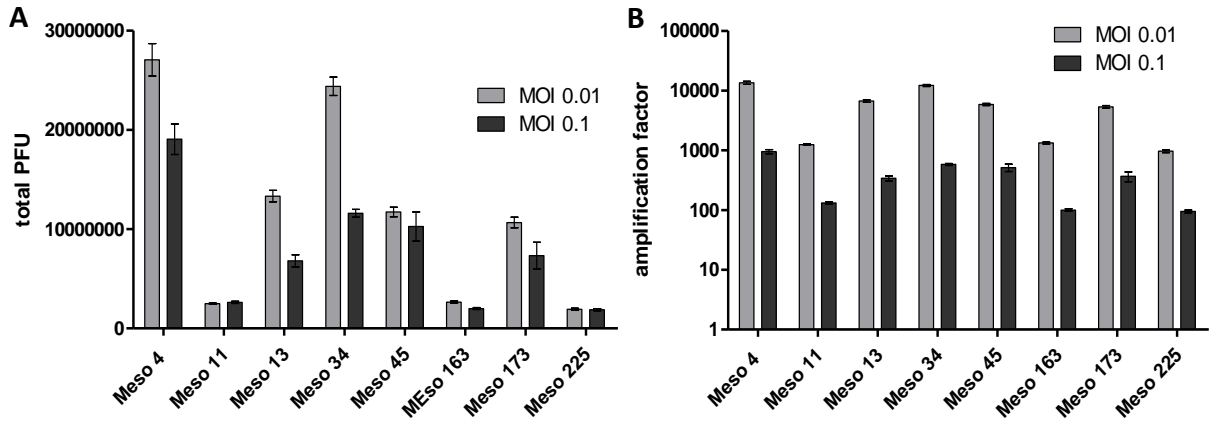 A
total PFU
30000000
20000000
10000000
0
MOI 0.01
MOI 0.1
Meso 4
Meso 11
Meso 13
Meso 34
Meso 45
MEso 163
Meso 173
Meso 225
B
amplification factor
100000
10000
1000
100
10
1
MOI 0.01
MOI 0.1
Meso 4
Meso 11
Meso 13
Meso 34
Meso 45
Meso 163
Meso 173
Meso 225